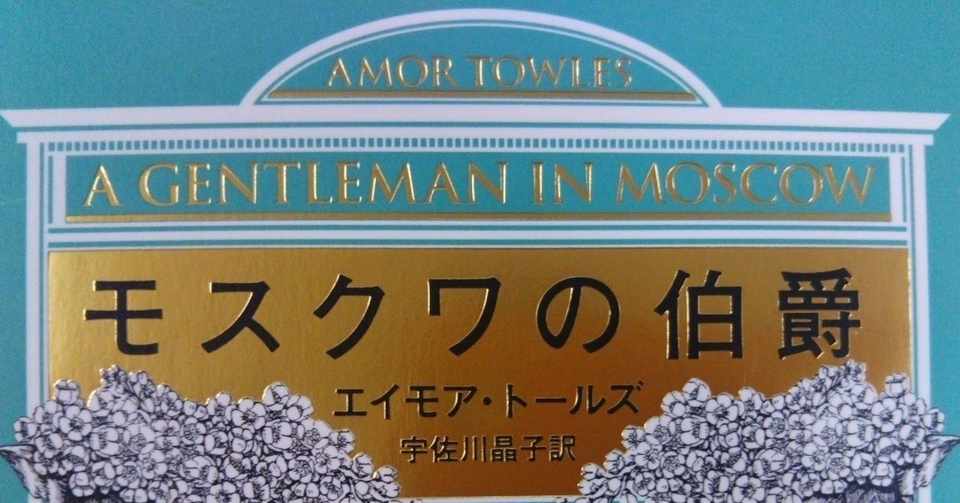 AMOR TOWLES
A GENTLEMAN IN MOSCOW
モスクワの伯爵
エイモア・トールズ
宇佐川晶子訳